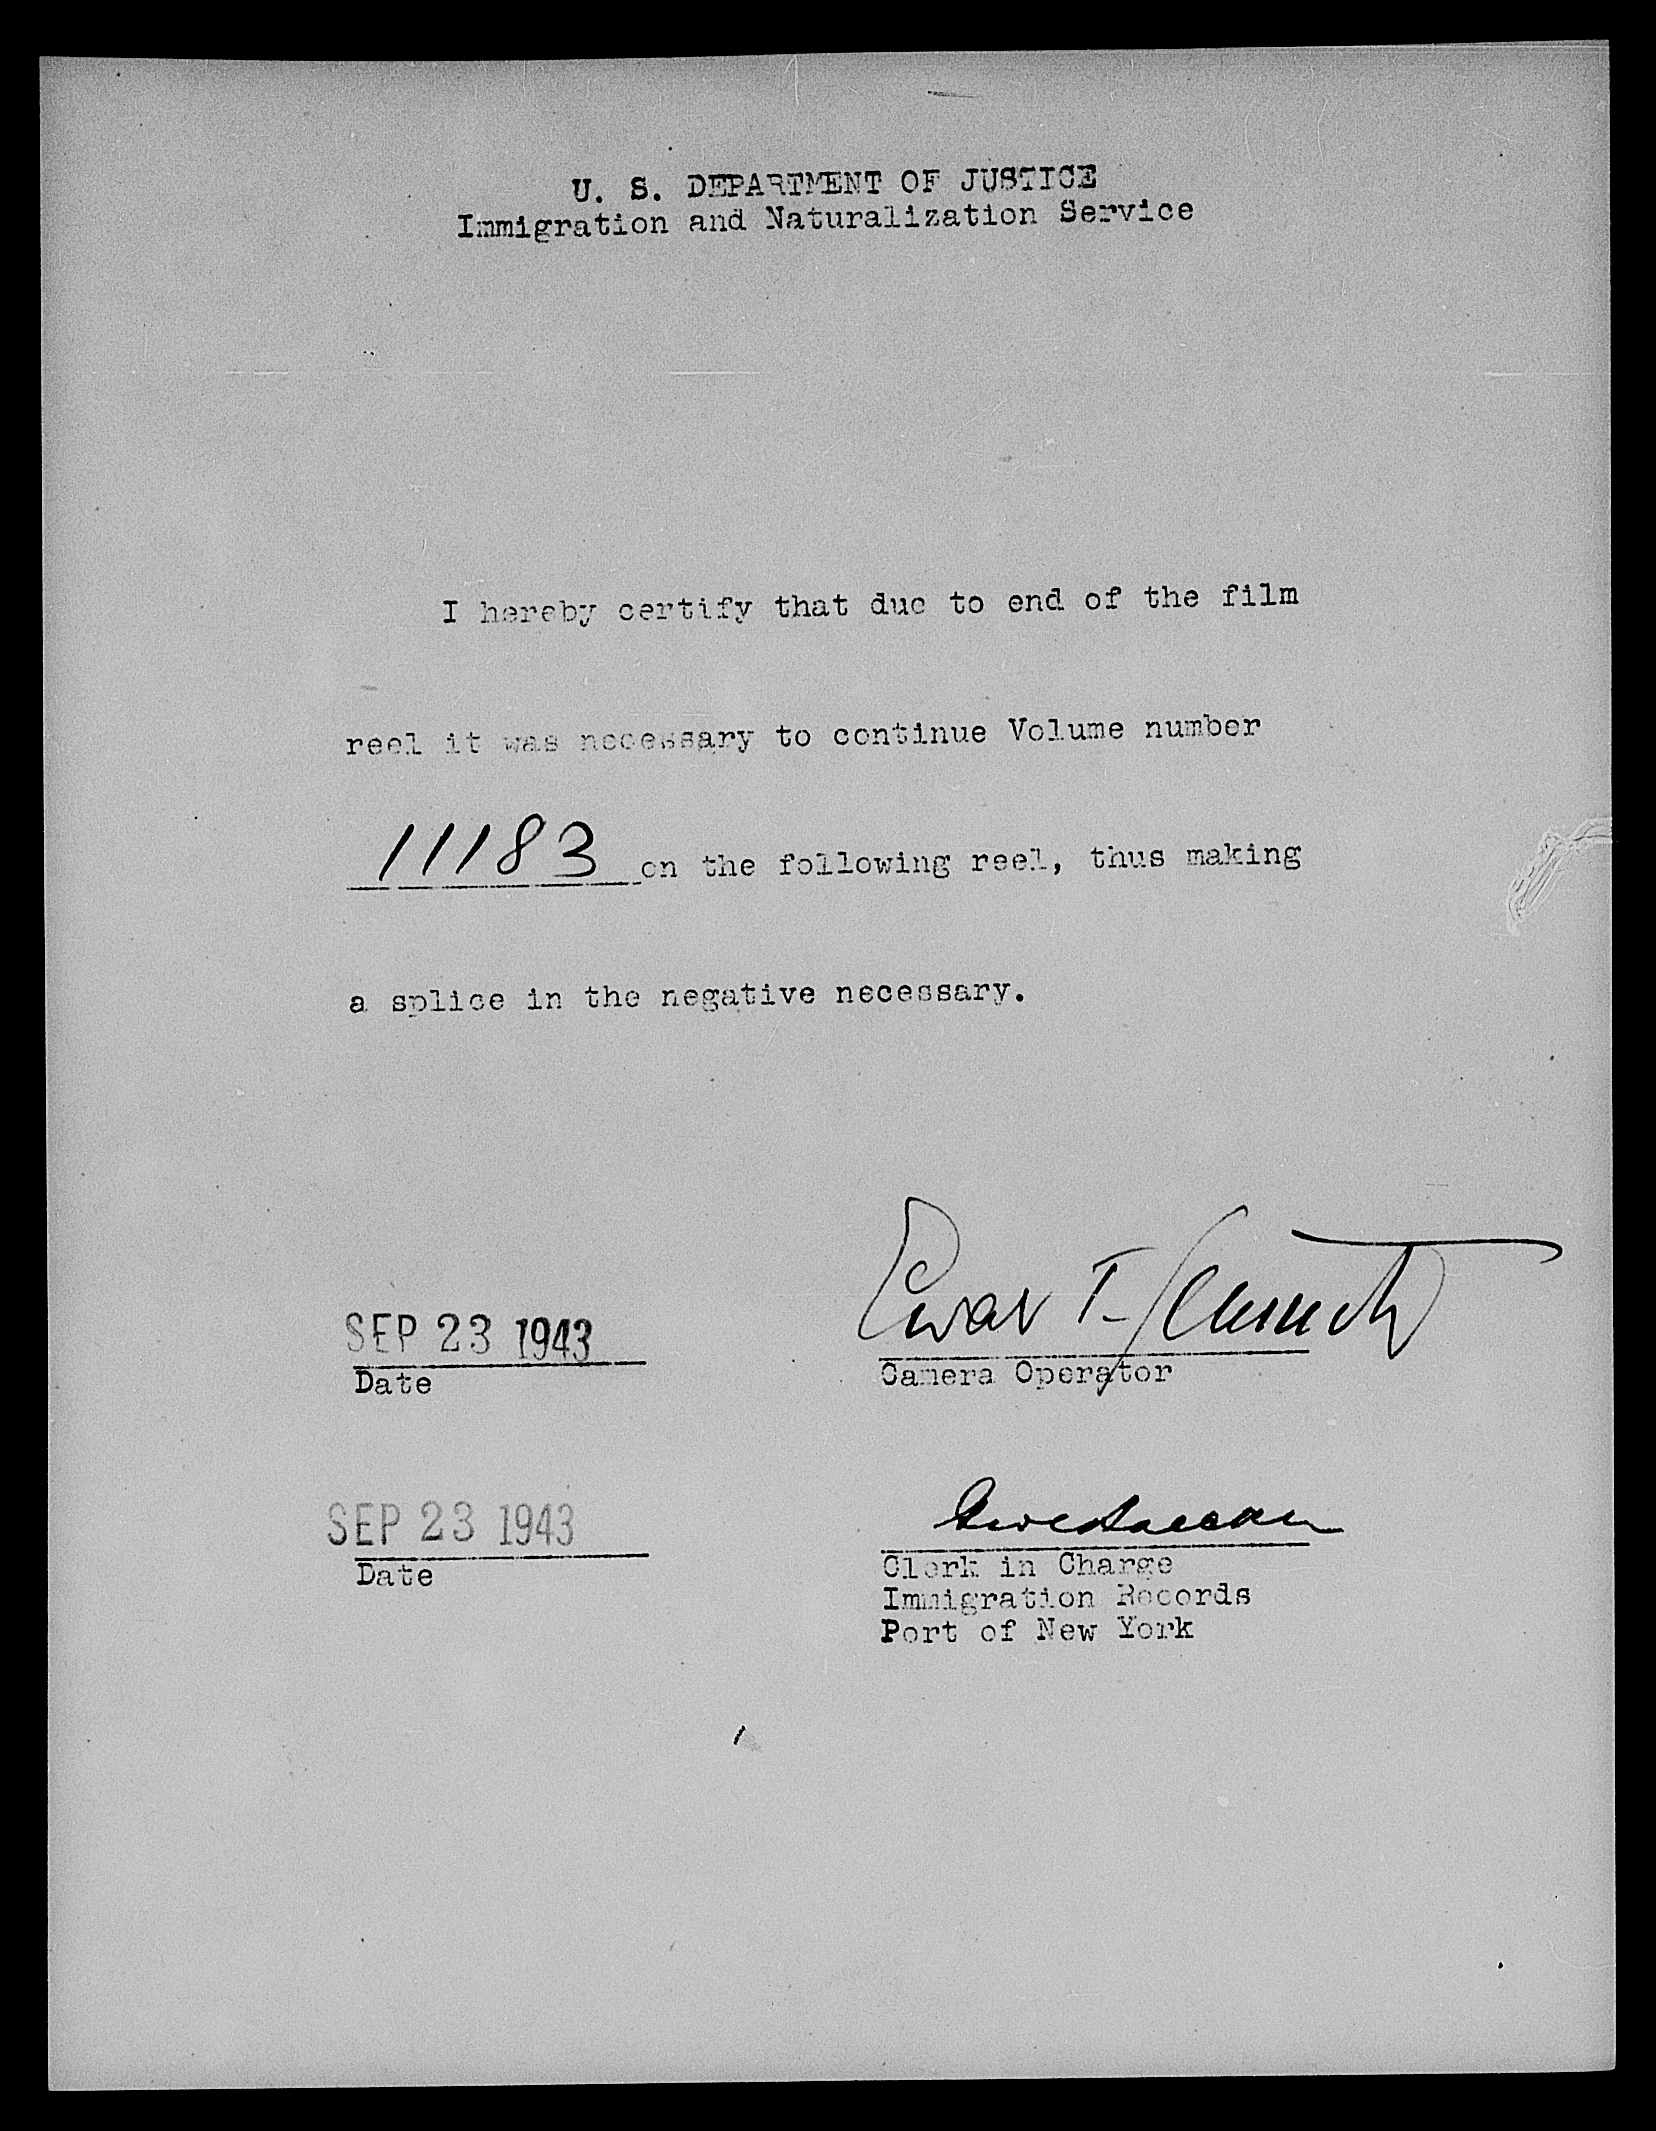 U. S. DEPARTMENT OF JUSTICE
Immigration and Naturalization Service
I hereby certify that due to end of the film
reel it was necessary to continue Volume number
11183 on the following reel, thus making
a splice in the negative necessary.
SEP 23 1943
Date
T.
Camera Operator
SEP 23 1943
Date
Clerk in Charge
Immigration Records
Port of New York